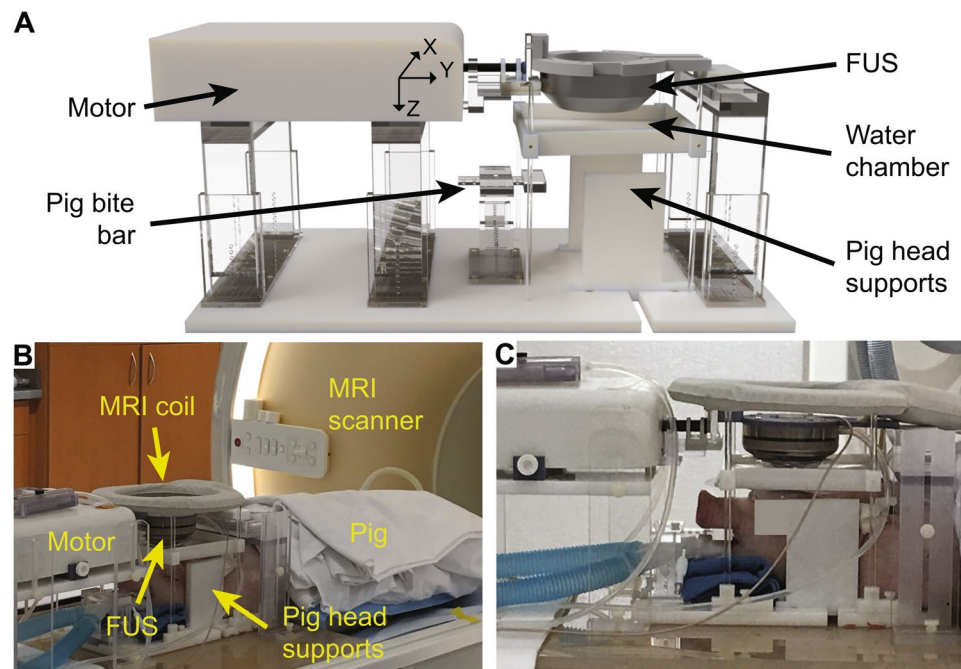 A
X
Y
Z
Motor
FUS
Water
chamber
Pig bite
bar
Pig head
supports
B
MRI coil
MRI
scanner
Motor
Pig
FUS
Pig head
supports
C